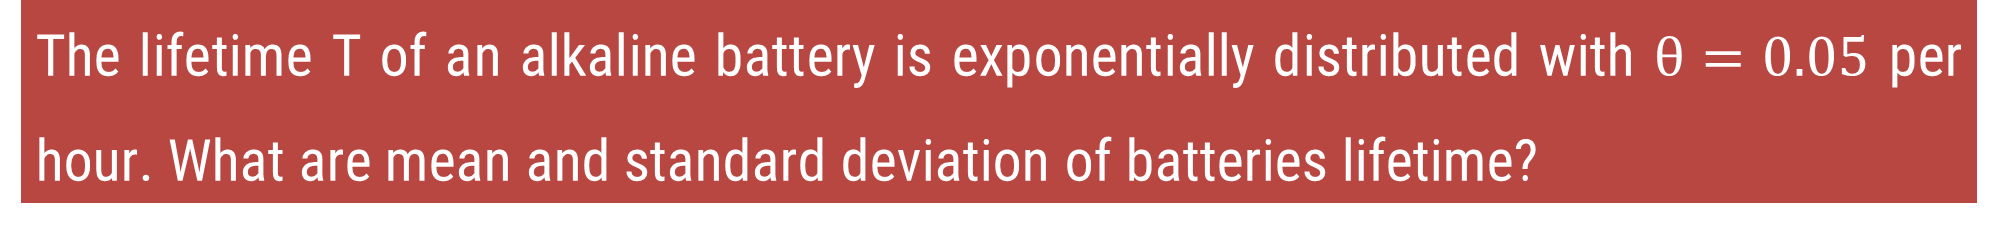 The lifetime T of an alkaline battery is exponentially distributed with θ = 0.05 per
hour. What are mean and standard deviation of batteries lifetime?